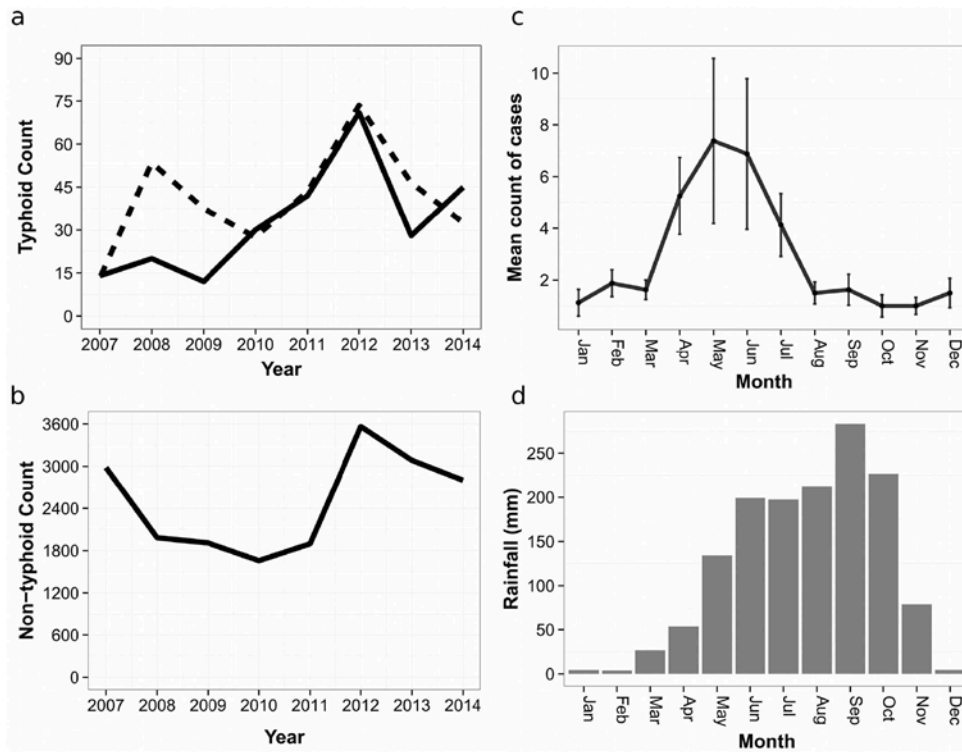 a
90
75
60
45
30
15
0
Typhoid Count
2007 2008 2009 2010 2011 2012 2013 2014
Year
b
3600
3000
2400
1800
1200
600
0
Non-typhoid Count
2007 2008 2009 2010 2011 2012 2013 2014
Year
c
10
8
6
4
2
Mean count of cases
Jan Feb Mar Apr May Jun Jul Aug Sep Oct Nov Dec
Month
d
250
200
150
100
50
0
Rainfall (mm)
Jan Feb Mar Apr May Jun Jul Aug Sep Oct Nov Dec
Month